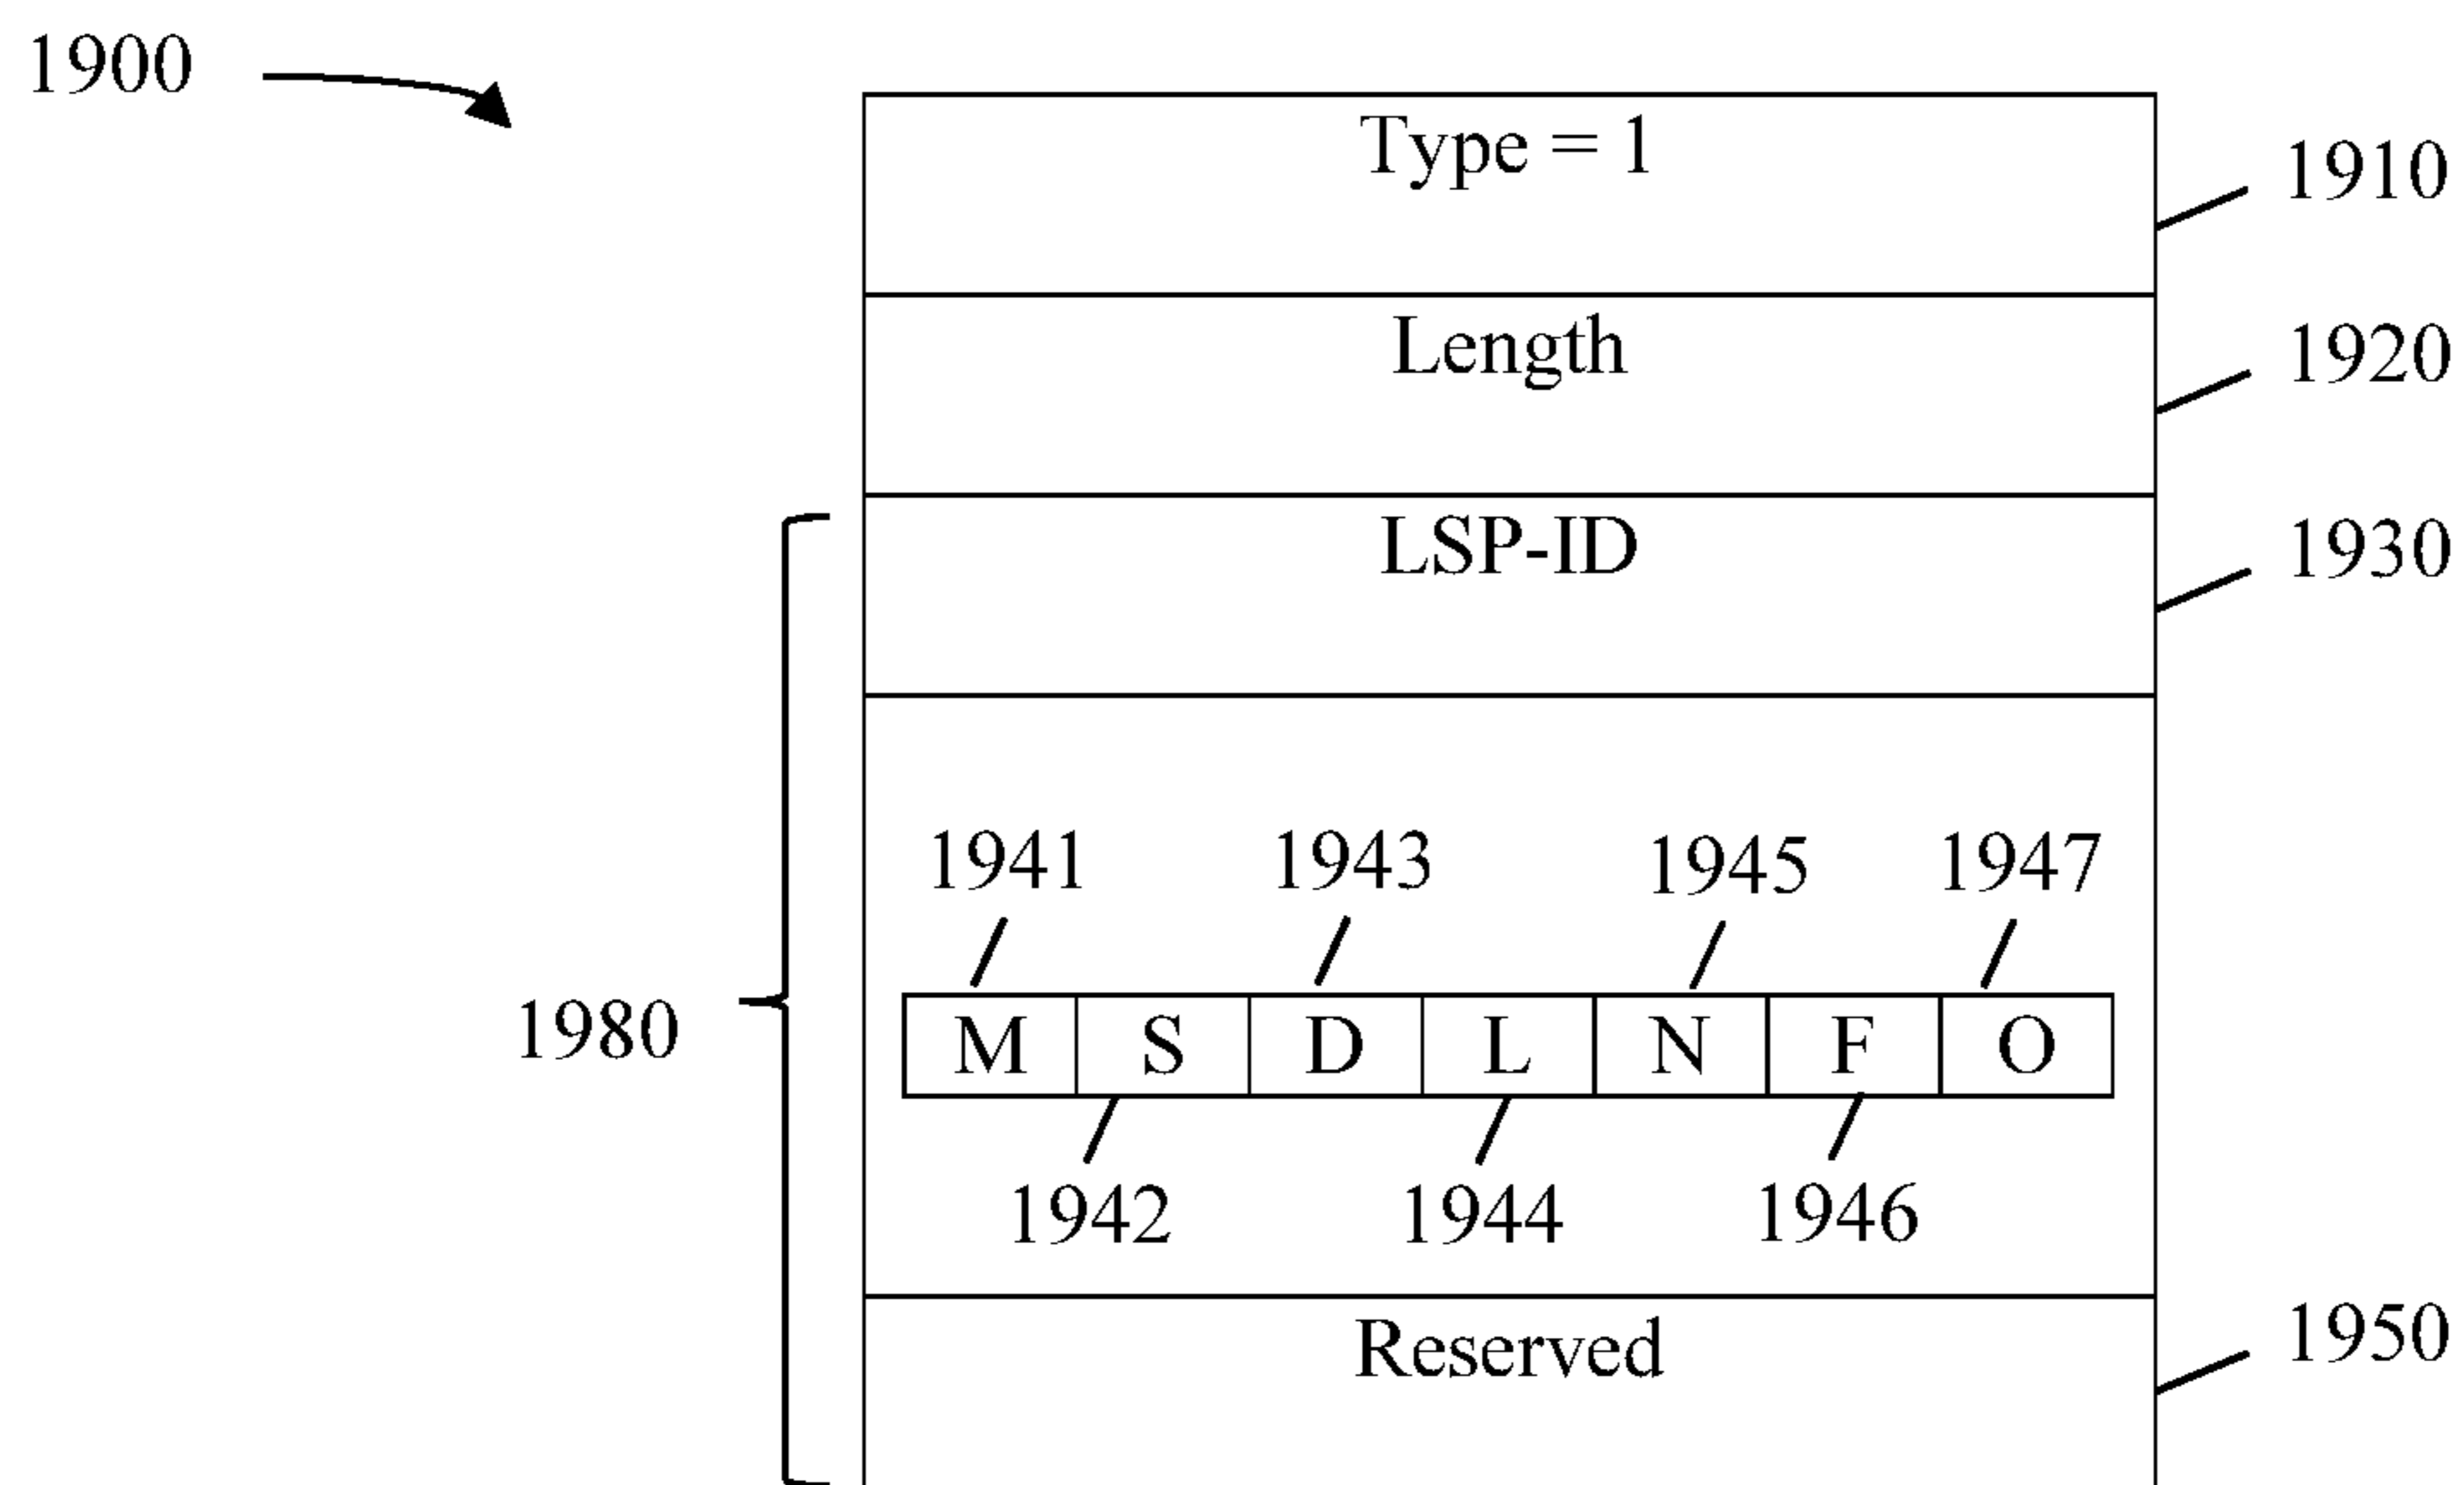 1900
Type = 1
1910
Length
1920
LSP-ID
1930
1941 1943 1945 1947
1980
M S D L N F O
1942 1944 1946
Reserved
1950